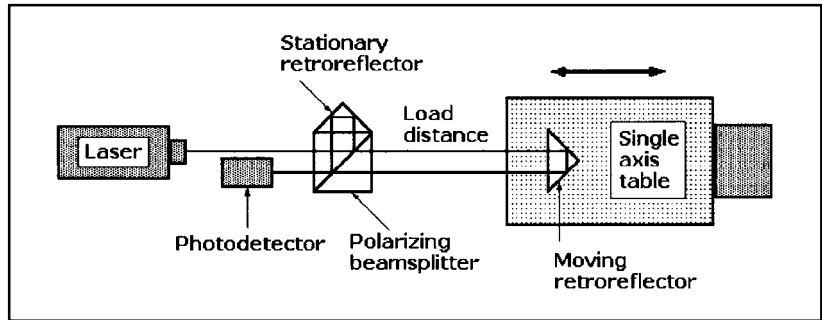 Stationary
retroreflector
Load
distance
Laser
Single
axis
table
Photodetector
Polarizing
beamsplitter
Moving
retroreflector